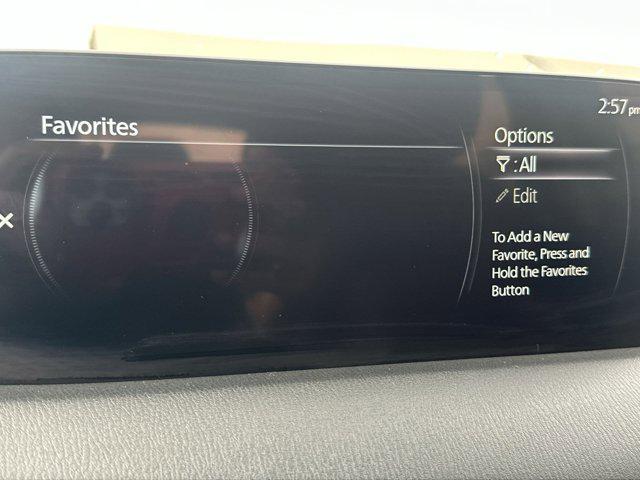 2:57 pm
Favorites
Options
: All
Edit
To Add a New
Favorite, Press and
Hold the Favorites
Button